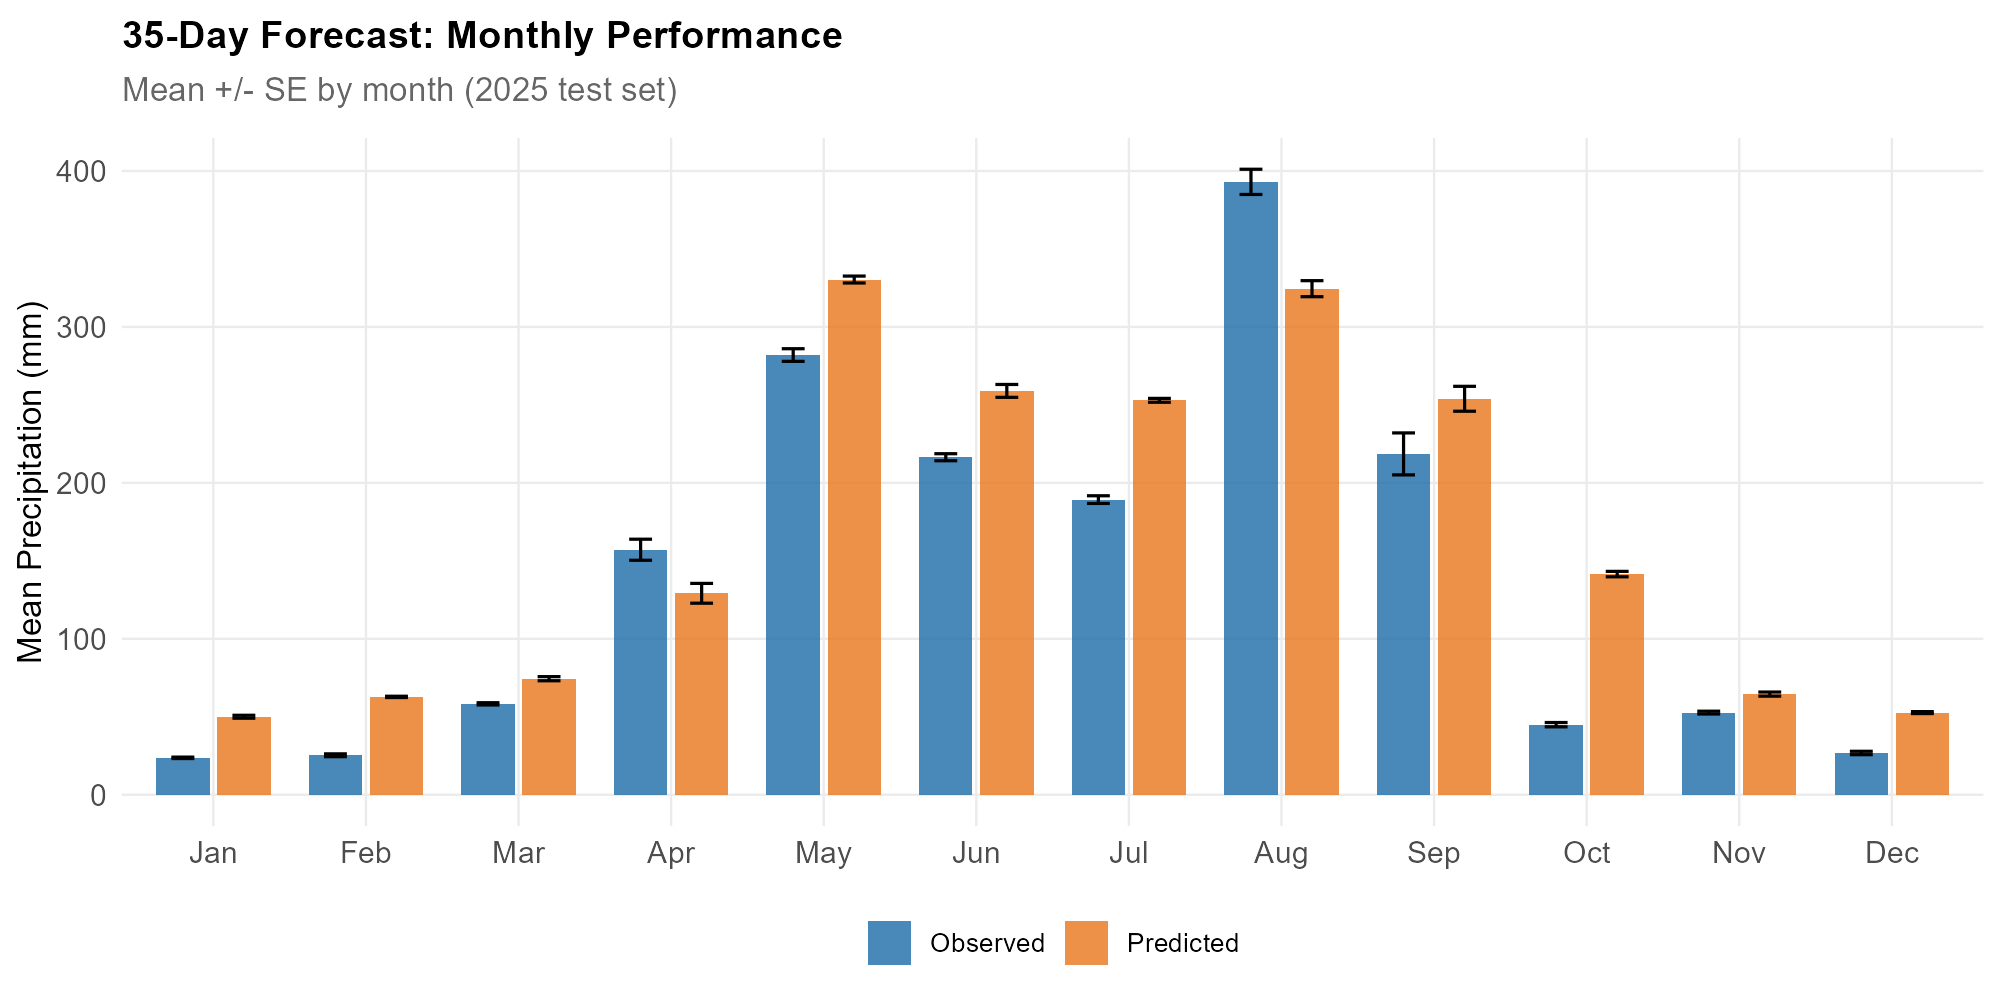 35-Day Forecast: Monthly Performance
Mean +/- SE by month (2025 test set)
Mean Precipitation (mm)
400
300
200
100
0
Jan Feb Mar Apr May Jun Jul Aug Sep Oct Nov Dec
Observed Predicted